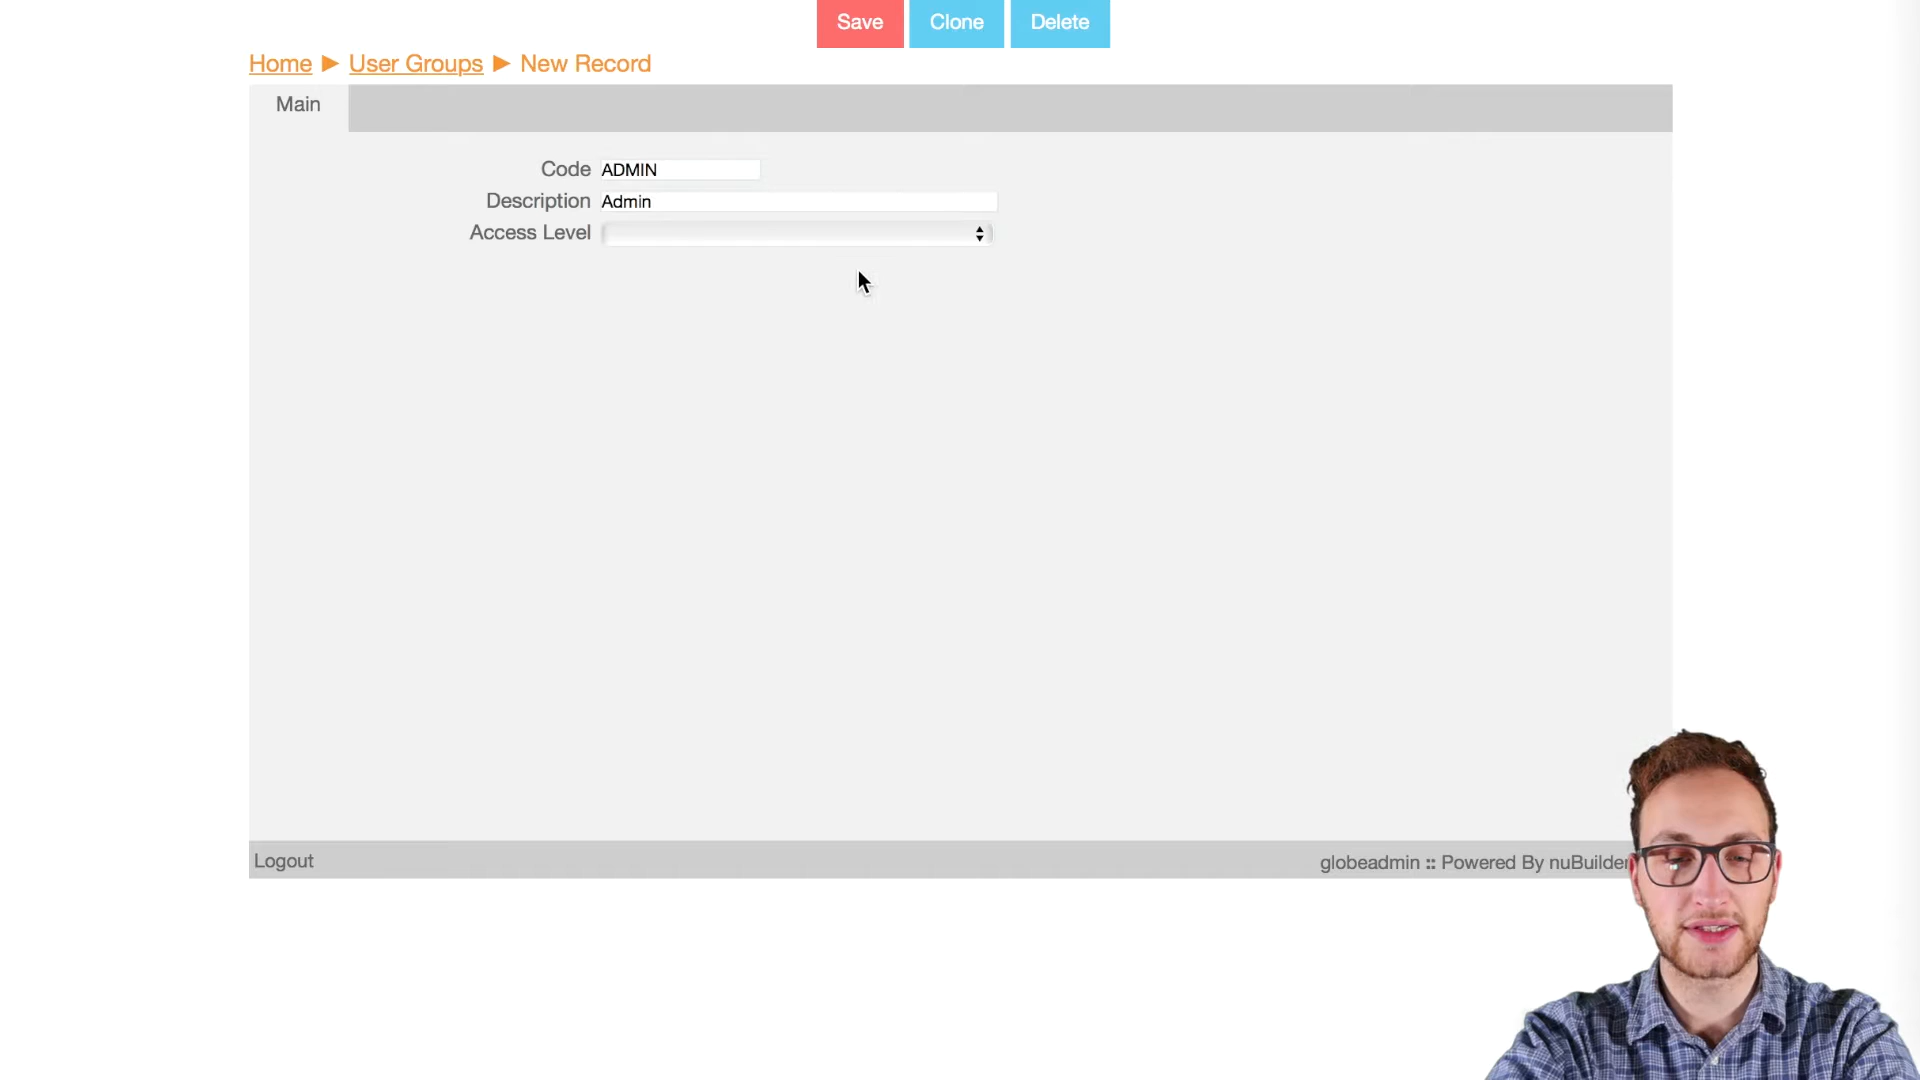 Save Clone Delete
Home ► User Groups ► New Record
Main
Code ADMIN
Description Admin
Access Level
Logout
globeadmin :: Powered By nuBuilder